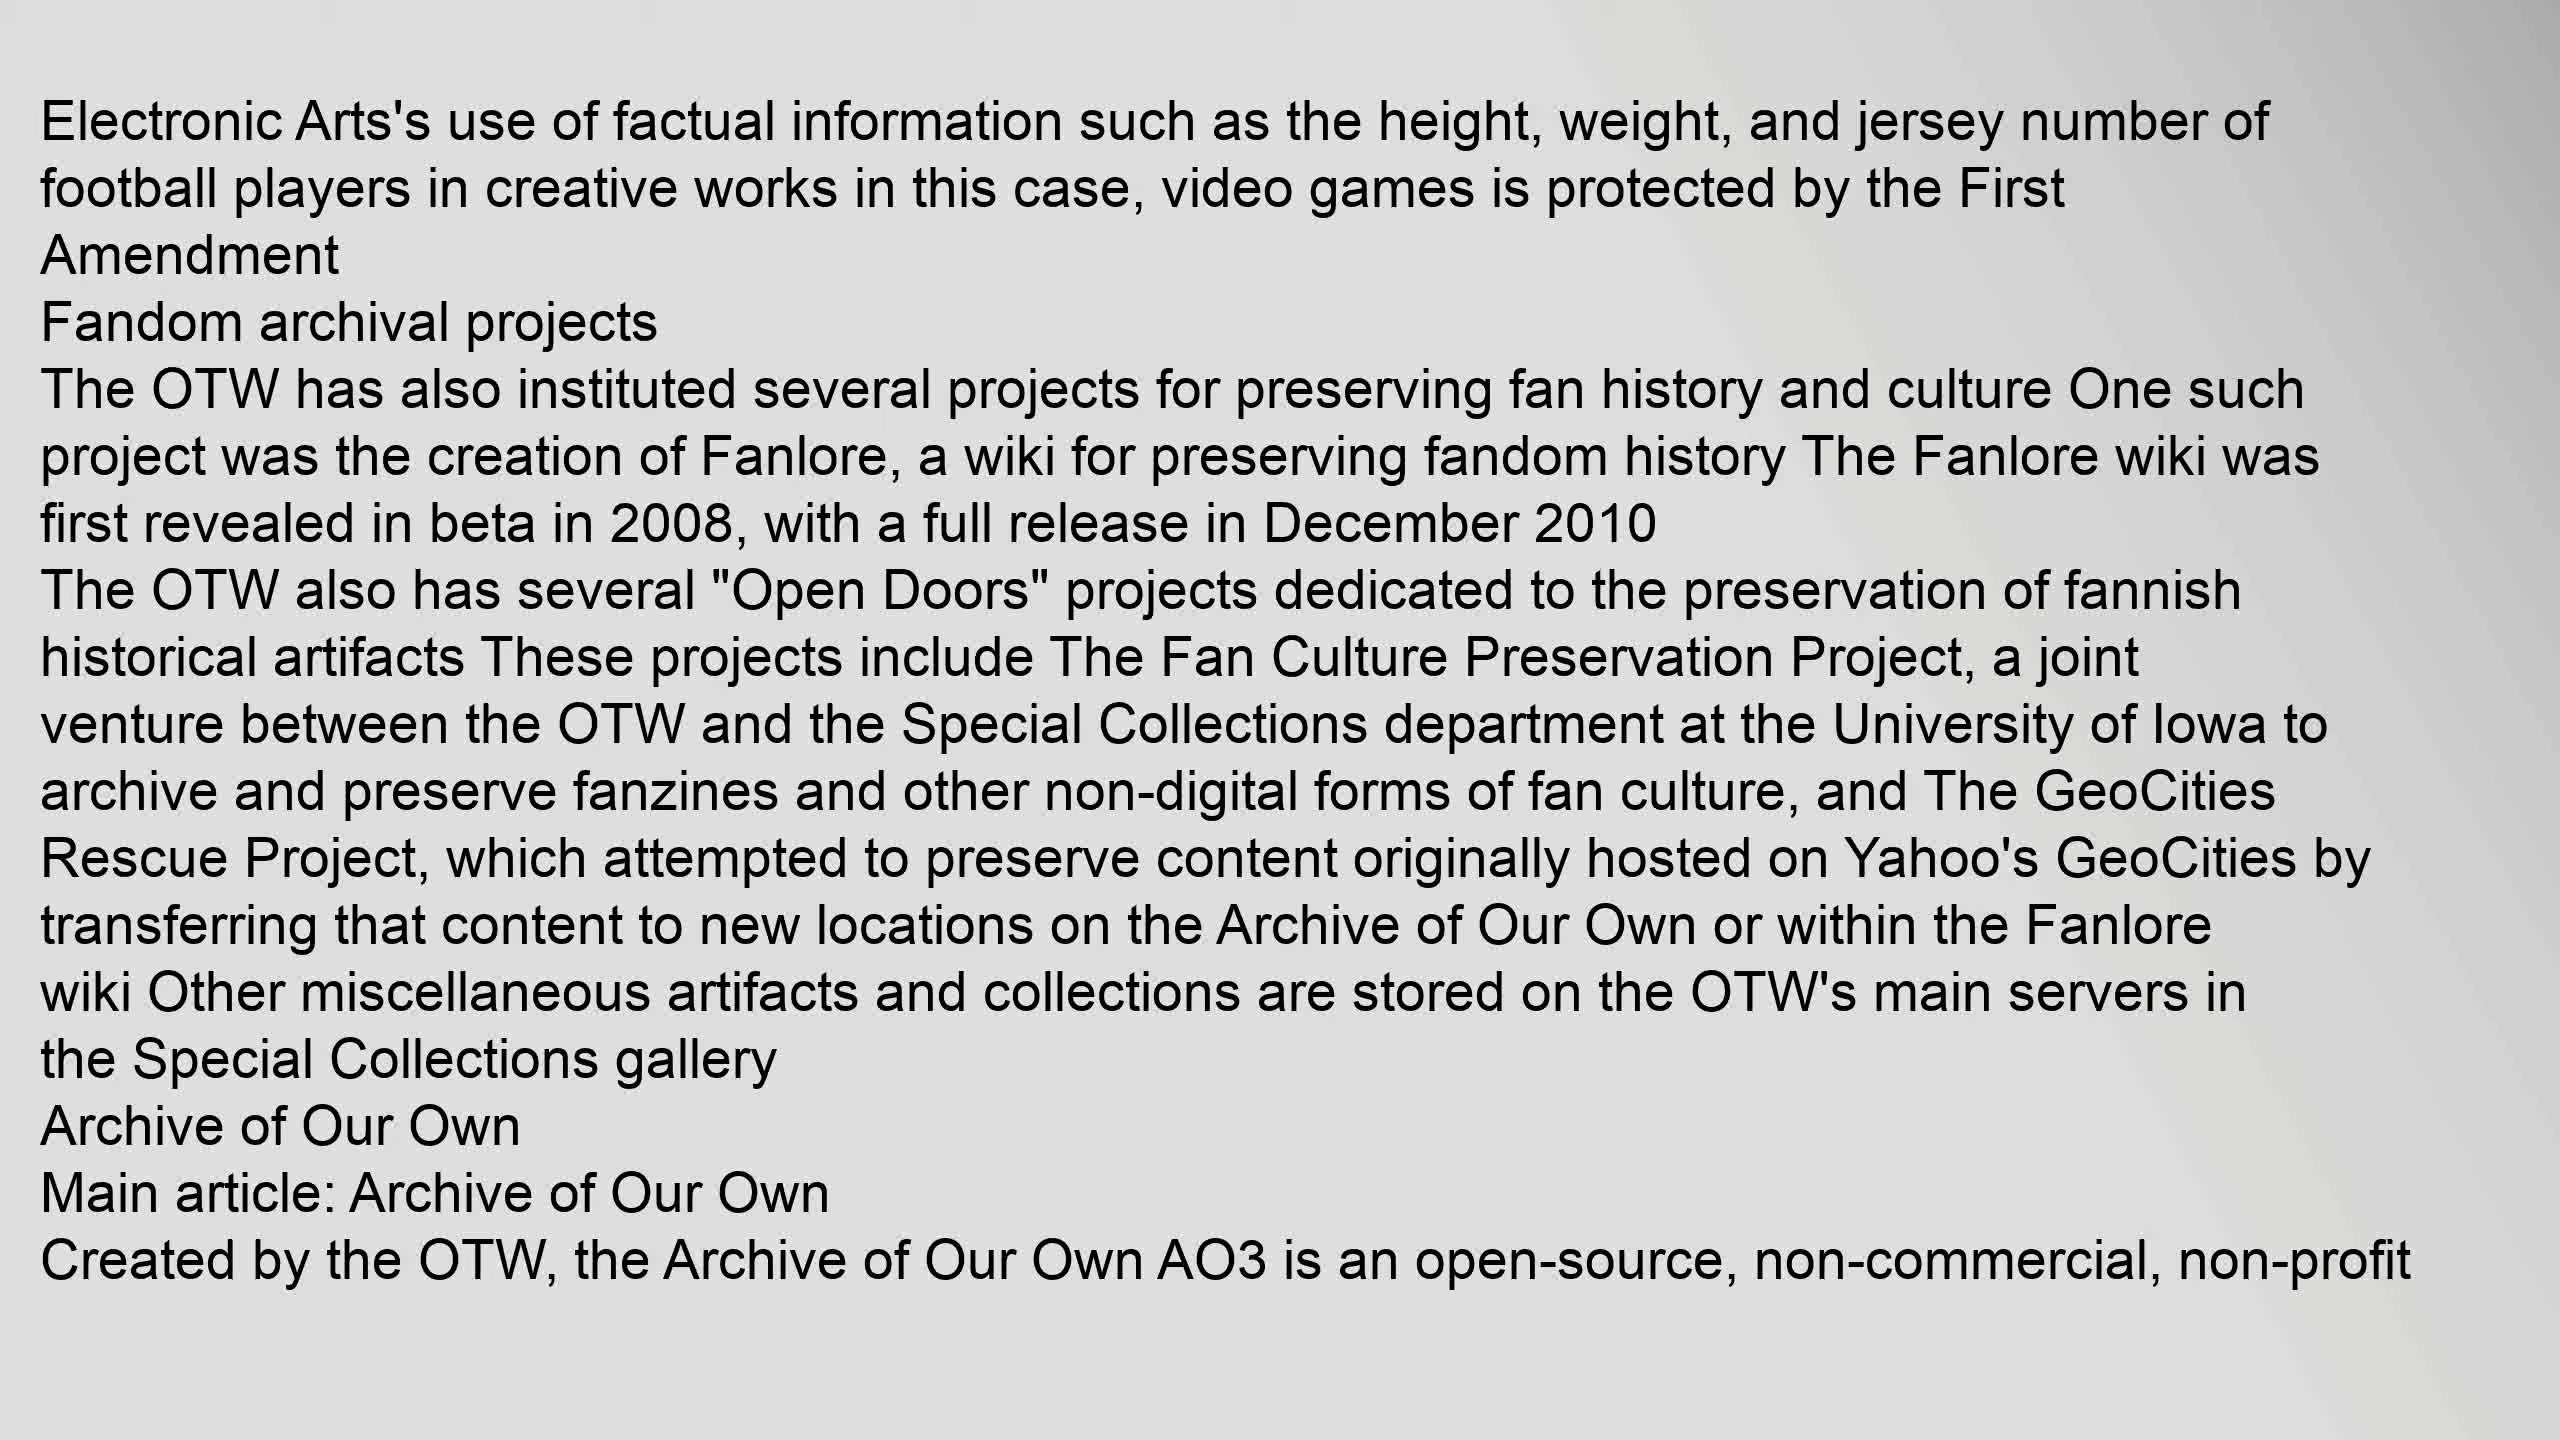 Electronic Arts's use of factual information such as the height, weight, and jersey number of
football players in creative works in this case, video games is protected by the First
Amendment
Fandom archival projects
The OTW has also instituted several projects for preserving fan history and culture One such
project was the creation of Fanlore, a wiki for preserving fandom history The Fanlore wiki was
first revealed in beta in 2008, with a full release in December 2010
The OTW also has several "Open Doors" projects dedicated to the preservation of fannish
historical artifacts These projects include The Fan Culture Preservation Project, a joint
venture between the OTW and the Special Collections department at the University of Iowa to
archive and preserve fanzines and other non-digital forms of fan culture, and The GeoCities
Rescue Project, which attempted to preserve content originally hosted on Yahoo's GeoCities by
transferring that content to new locations on the Archive of Our Own or within the Fanlore
wiki Other miscellaneous artifacts and collections are stored on the OTW's main servers in
the Special Collections gallery
Archive of Our Own
Main article: Archive of Our Own
Created by the OTW, the Archive of Our Own AO3 is an open-source, non-commercial, non-profit